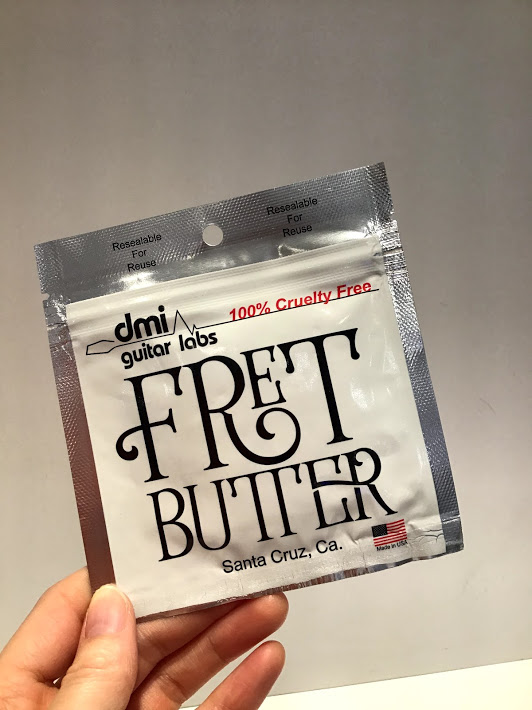 Resealable
For
Reuse
Resealable
For
Reuse
dmi
guitar labs
100% Cruelty Free
FRET
BUTTER
Santa Cruz, Ca.
Made in USA